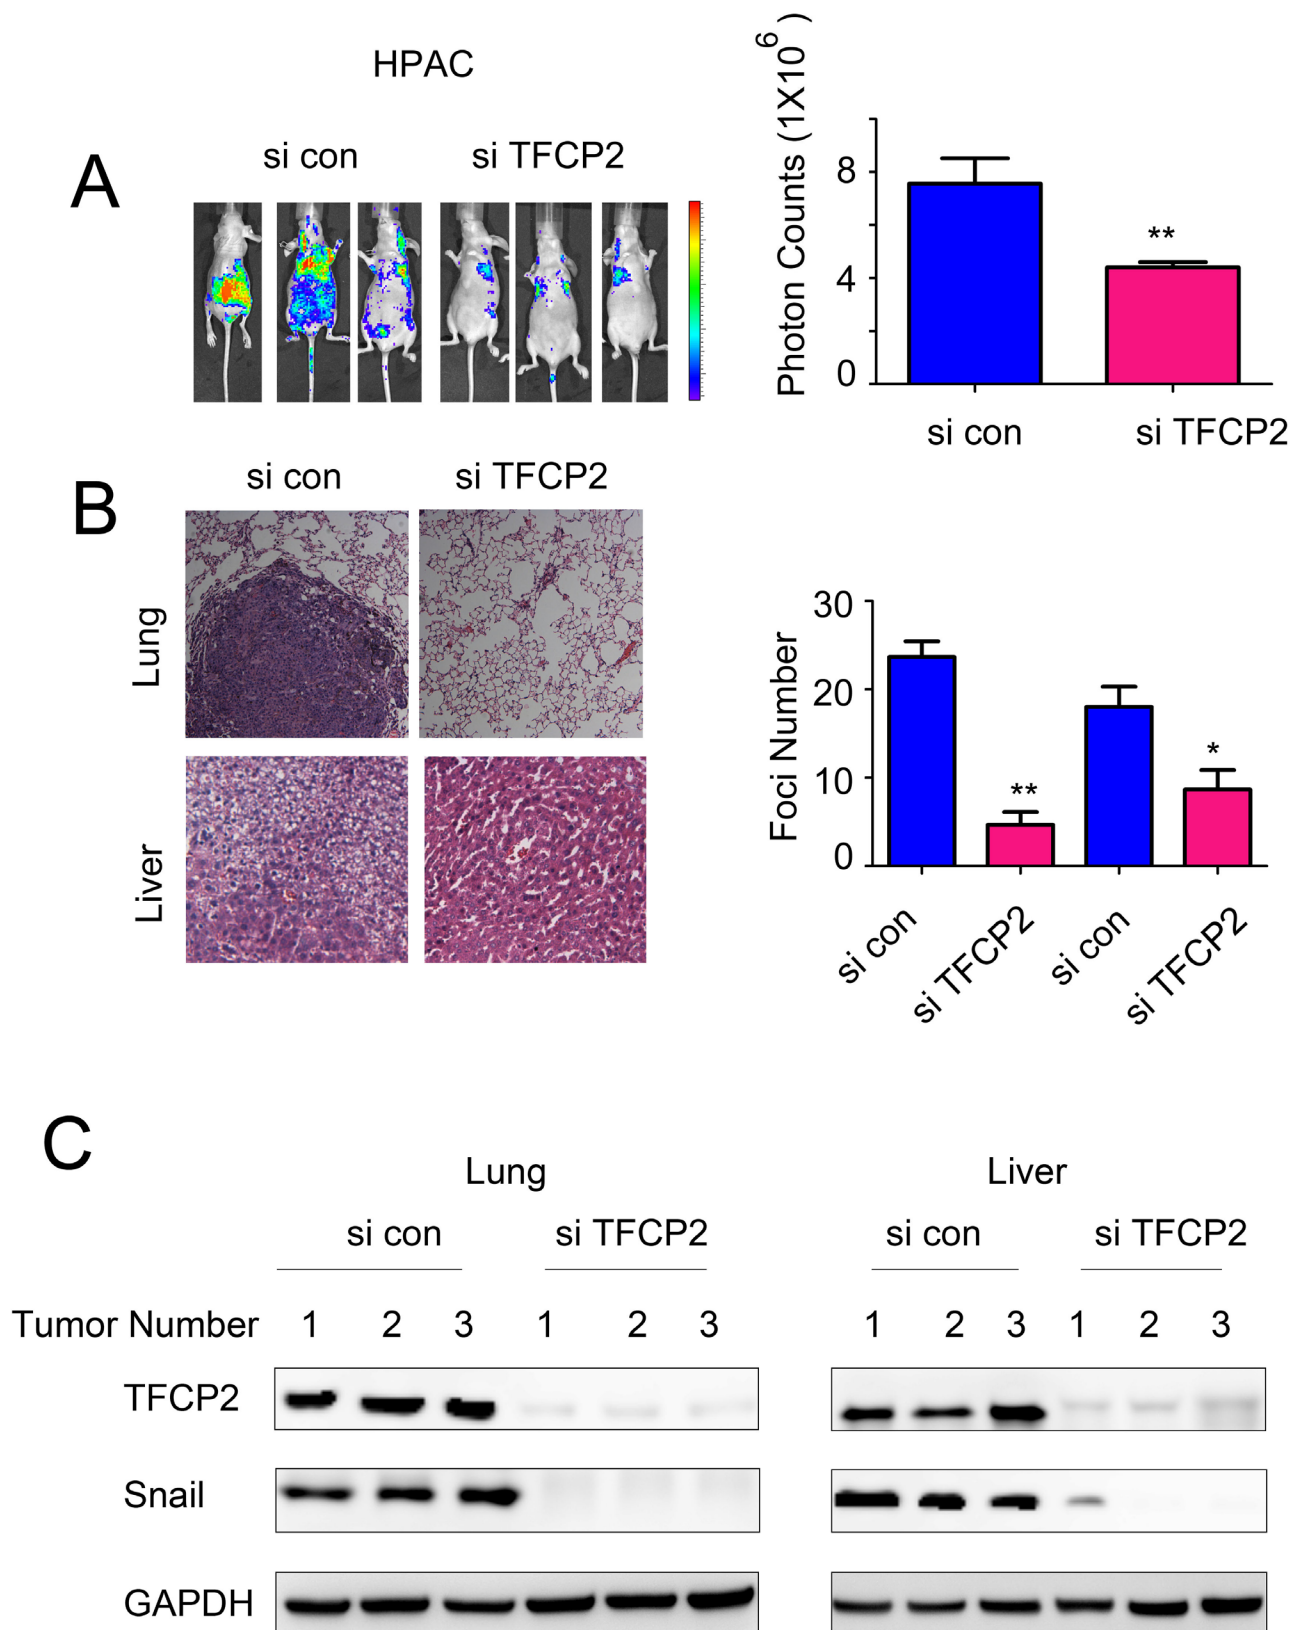 HPAC
A
si con
si TFCP2
Photon Counts (1X10^6)
8
4
0
**
si con
si TFCP2
B
si con
si TFCP2
Lung
Liver
Foci Number
30
20
10
0
**
*
si con
si TFCP2
si con
si TFCP2
C
Lung
Liver
si con
si TFCP2
si con
si TFCP2
Tumor Number 1 2 3 1 2 3 1 2 3 1 2 3
TFCP2
Snail
GAPDH